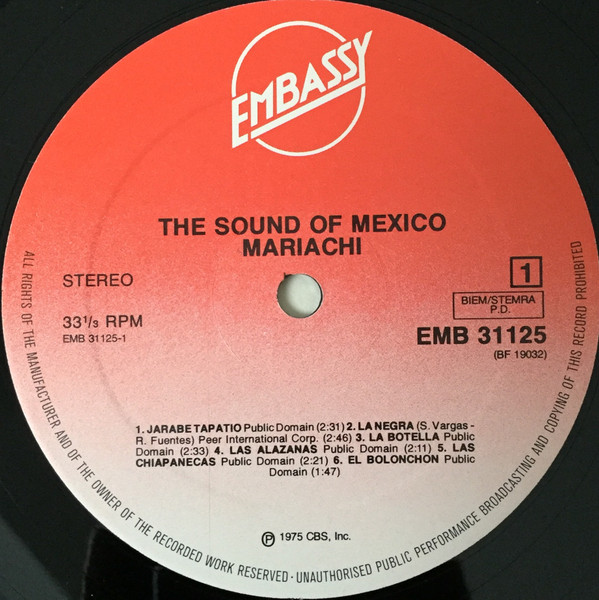 EMBASSY
THE SOUND OF MEXICO
MARIACHI
STEREO
1
BIEM/STEMRA
P.D.
33 1/3 RPM
EMB 31125-1
EMB 31125
(BF 19032)
1. JARABE TAPATIO Public Domain (2:31) 2. LA NEGRA (S. Vargas -
R. Fuentes) Peer International Corp. (2:46) 3. LA BOTELLA Public
Domain (2:33) 4. LAS ALAZANAS Public Domain (2:11) 5. LAS
CHIAPANECAS Public Domain (2:21) 6. EL BOLONCHON Public
Domain (1:47)
℗ 1975 CBS, Inc.
ALL RIGHTS OF THE MANUFACTURER AND OF THE OWNER OF THE RECORDED WORK RESERVED · UNAUTHORISED PUBLIC PERFORMANCE BROADCASTING AND COPYING OF THIS RECORD PROHIBITED